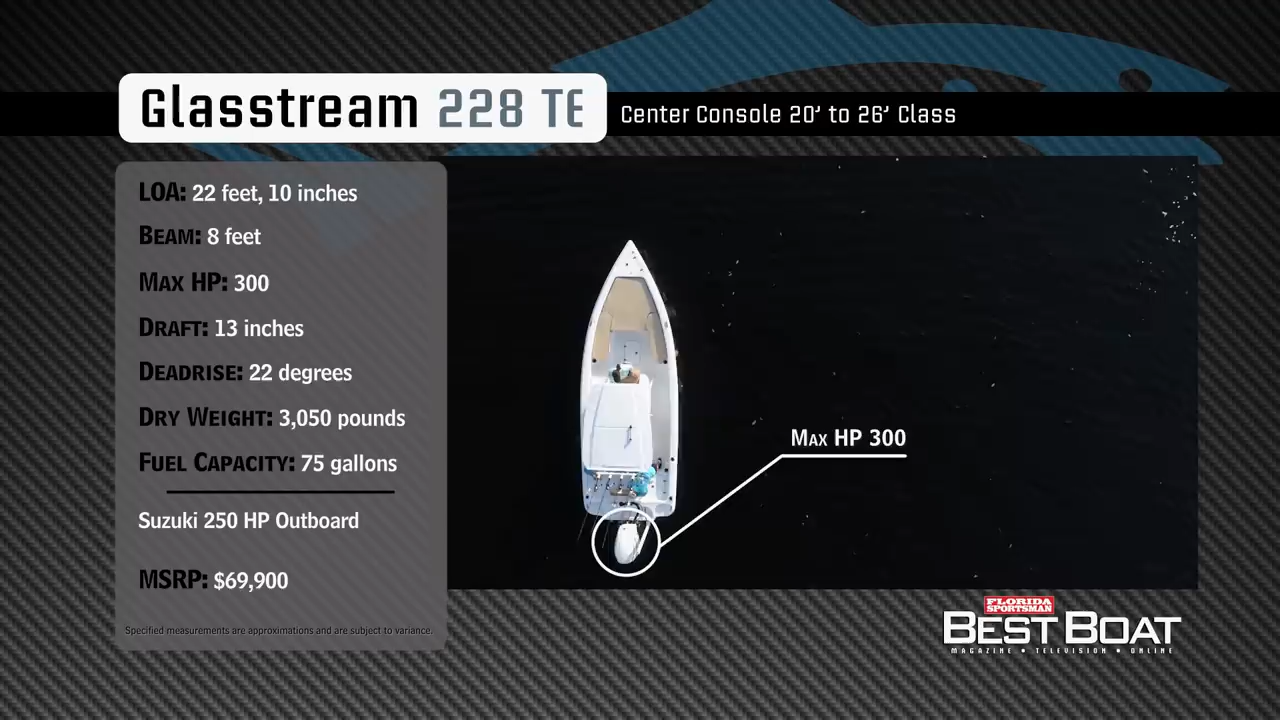 Glasstream 228 TE
Center Console 20' to 26' Class
LOA: 22 feet, 10 inches
BEAM: 8 feet
MAX HP: 300
DRAFT: 13 inches
DEADRISE: 22 degrees
DRY WEIGHT: 3,050 pounds
FUEL CAPACITY: 75 gallons
Suzuki 250 HP Outboard
MSRP: $69,900
Specified measurements are approximations and are subject to variance.
MAX HP 300
FLORIDA
SPORTSMAN
BEST BOAT
MAGAZINE • TELEVISION • ONLINE